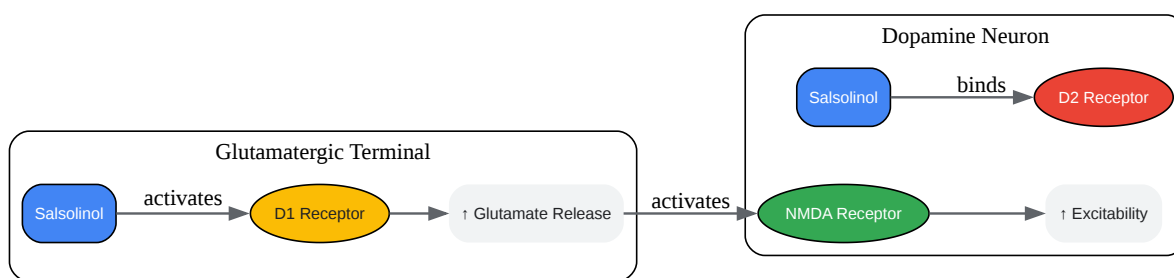 Dopamine Neuron
Salsolinol
binds
D2 Receptor
Glutamatergic Terminal
Salsolinol
activates
D1 Receptor
↑ Glutamate Release
activates
NMDA Receptor
↑ Excitability